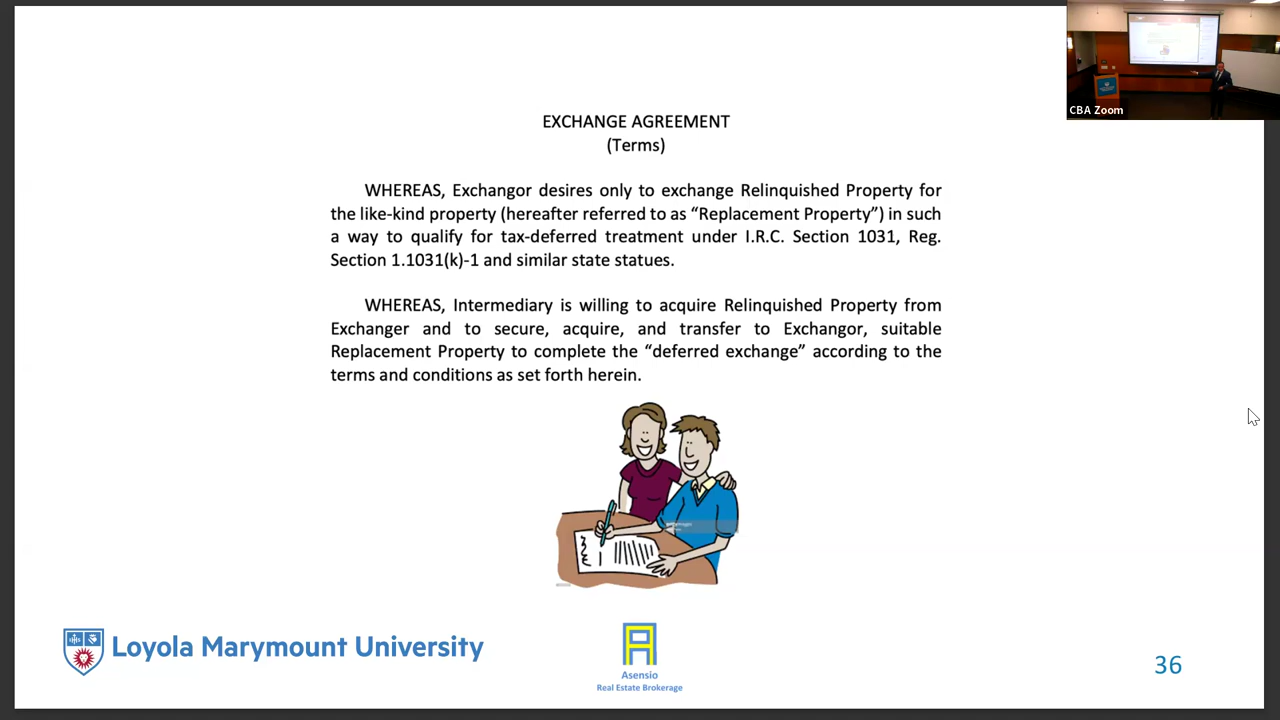 CBA Zoom
EXCHANGE AGREEMENT
(Terms)
WHEREAS, Exchangor desires only to exchange Relinquished Property for
the like-kind property (hereafter referred to as “Replacement Property”) in such
a way to qualify for tax-deferred treatment under I.R.C. Section 1031, Reg.
Section 1.1031(k)-1 and similar state statues.
WHEREAS, Intermediary is willing to acquire Relinquished Property from
Exchanger and to secure, acquire, and transfer to Exchangor, suitable
Replacement Property to complete the “deferred exchange” according to the
terms and conditions as set forth herein.
Loyola Marymount University
Asensio
Real Estate Brokerage
36